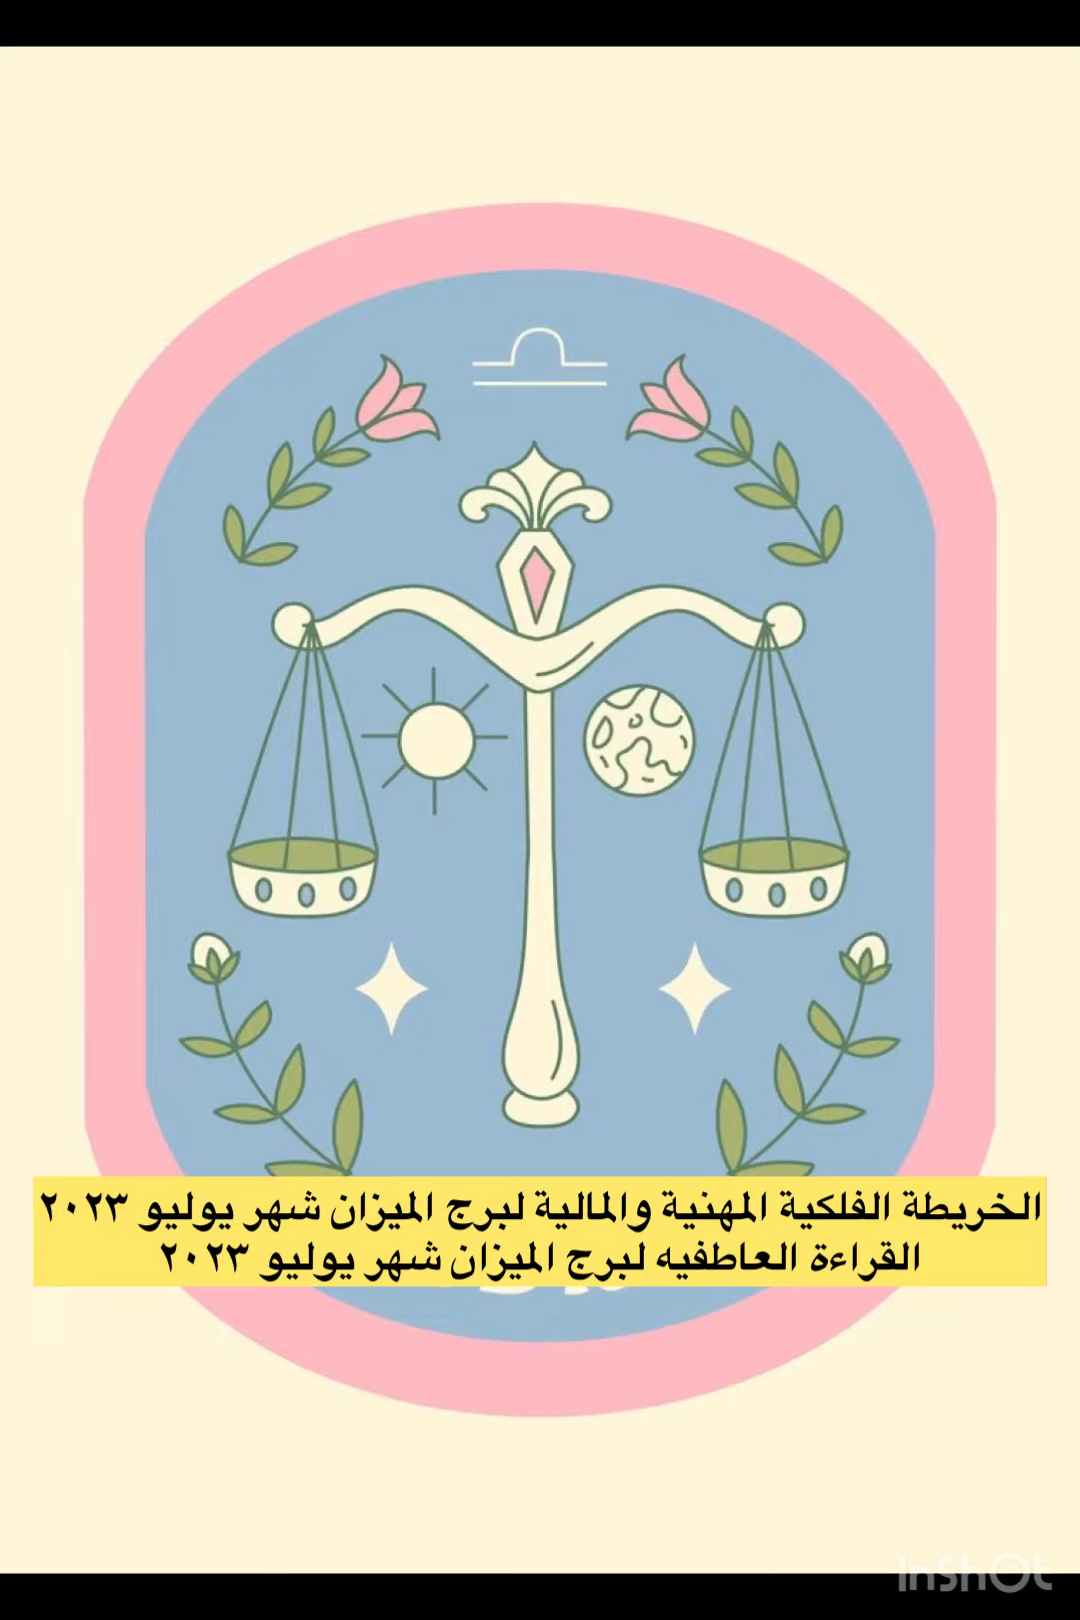 الخريطة الفلكية المهنية والمالية لبرج الميزان شهر يوليو ٢٠٢٣
القراءة العاطفيه لبرج الميزان شهر يوليو ٢٠٢٣
InShOt